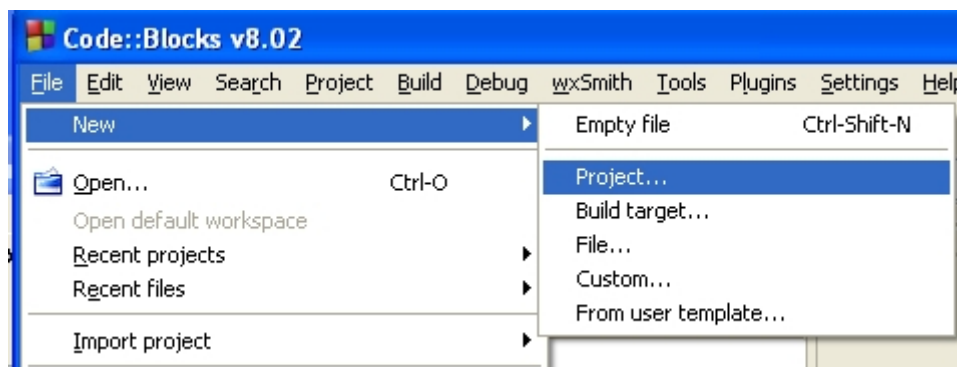 Code::Blocks v8.02
File Edit View Search Project Build Debug wxSmith Tools Plugins Settings Help
New
Empty file Ctrl-Shift-N
Project...
Open... Ctrl-O
Build target...
Open default workspace
File...
Recent projects
Custom...
Recent files
From user template...
Import project